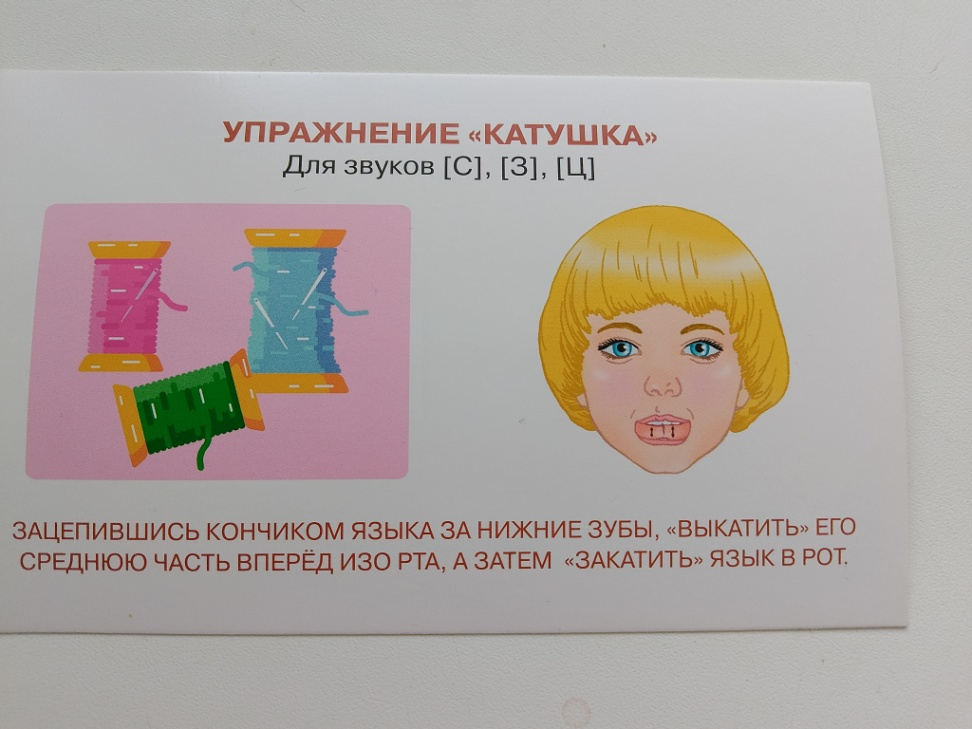 УПРАЖНЕНИЕ «КАТУШКА»
Для звуков [С], [З], [Ц]
ЗАЦЕПИВШИСЬ КОНЧИКОМ ЯЗЫКА ЗА НИЖНИЕ ЗУБЫ, «ВЫКАТИТЬ» ЕГО
СРЕДНЮЮ ЧАСТЬ ВПЕРЁД ИЗО РТА, А ЗАТЕМ «ЗАКАТИТЬ» ЯЗЫК В РОТ.